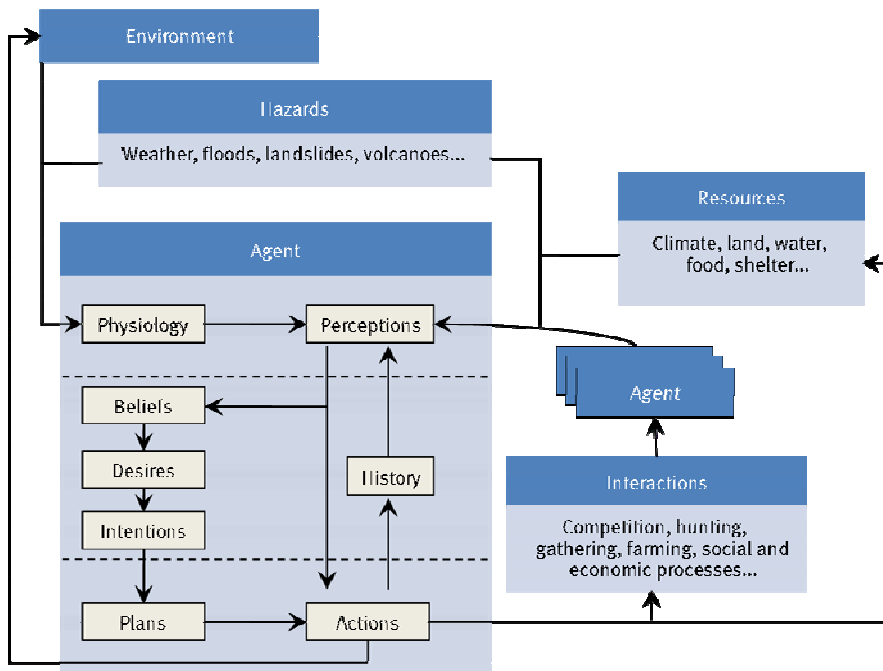 Environment
Hazards
Weather, floods, landslides, volcanoes...
Resources
Climate, land, water,
food, shelter...
Agent
Physiology
Perceptions
Beliefs
Desires
Intentions
History
Plans
Actions
Agent
Interactions
Competition, hunting,
gathering, farming, social and
economic processes...